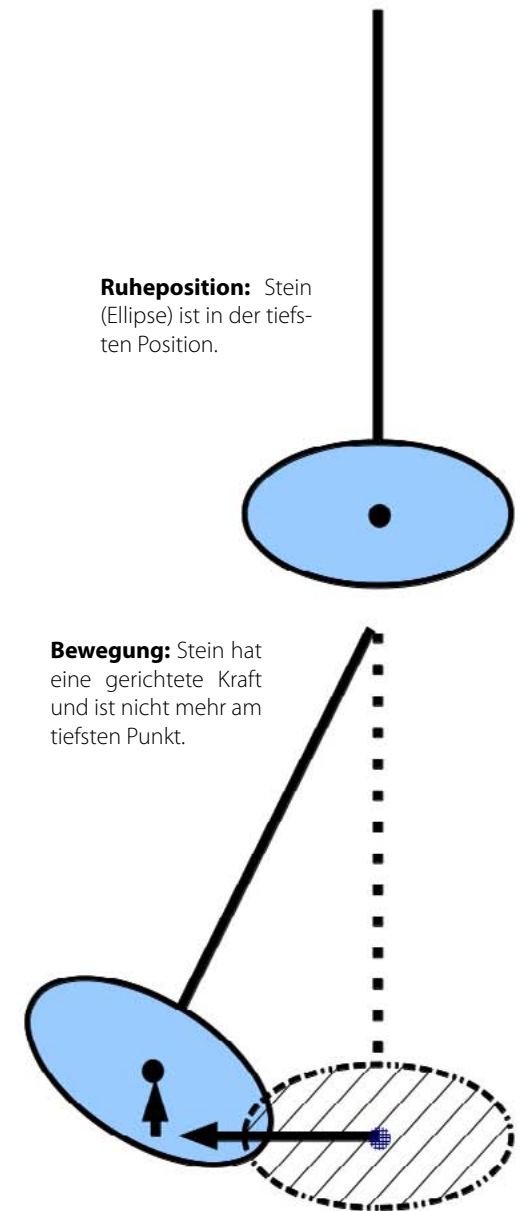 Ruheposition: Stein
(Ellipse) ist in der tiefs-
ten Position.
Bewegung: Stein hat
eine gerichtete Kraft
und ist nicht mehr am
tiefsten Punkt.